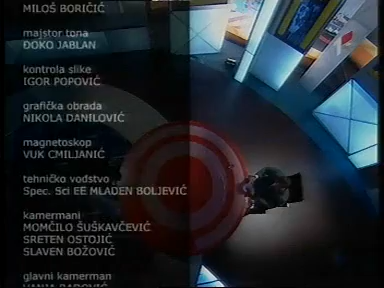 MILOŠ BORIČIĆ
majstor tona
ĐOKO JABLAN
kontrola slike
IGOR POPOVIĆ
grafička obrada
NIKOLA DANILOVIĆ
magnetoskop
VUK CMILJANIĆ
tehničko vodstvo
Spec. Sci EE MLADEN BOLJEVIĆ
kamermani
MOMČILO ŠUŠKAVČEVIĆ
SRETEN OSTOJIĆ
SLAVEN BOŽOVIĆ
glavni kamerman